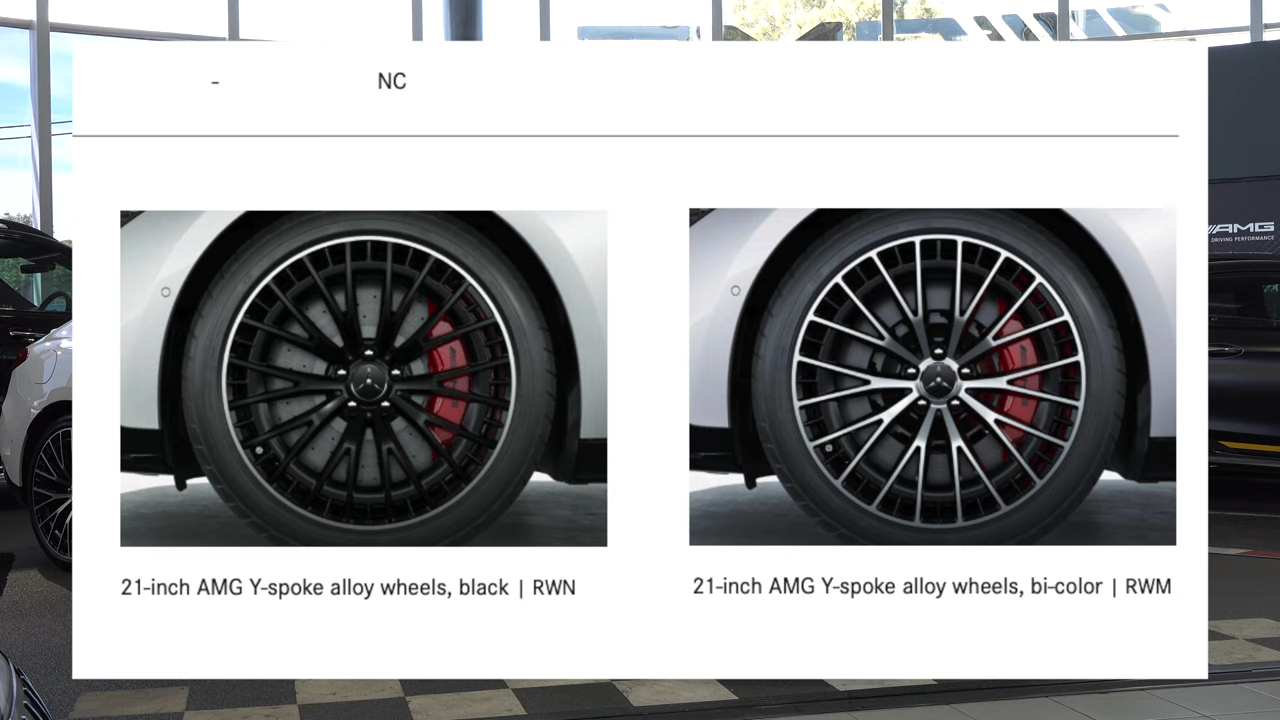 - NC
AMG
DRIVING PERFORMANCE
21-inch AMG Y-spoke alloy wheels, black | RWN
21-inch AMG Y-spoke alloy wheels, bi-color | RWM